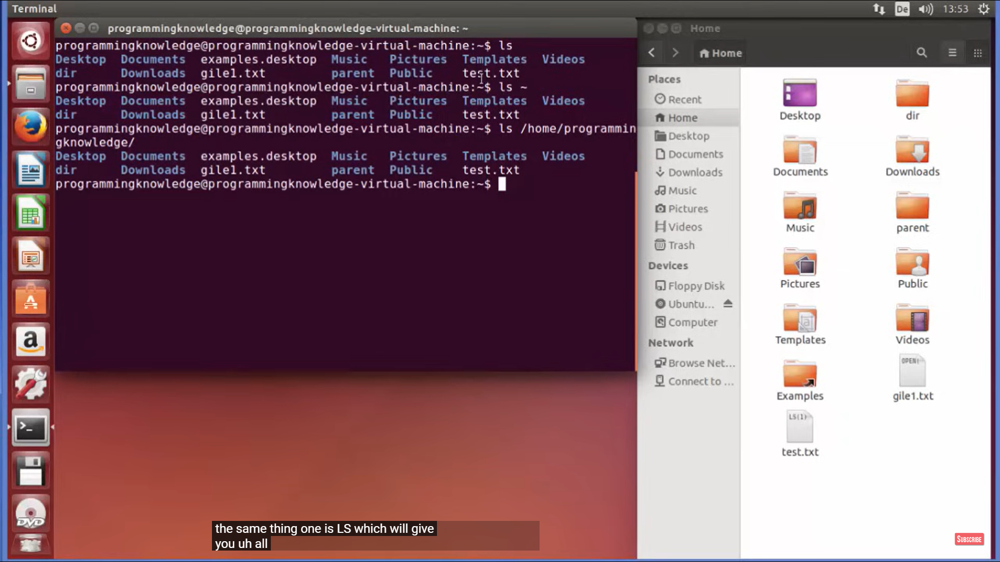 Terminal
De
13:53
programmingknowledge@programmingknowledge-virtual-machine: ~
programmingknowledge@programmingknowledge-virtual-machine:~$ ls
Desktop Documents examples.desktop Music Pictures Templates Videos
dir Downloads gile1.txt parent Public test.txt
programmingknowledge@programmingknowledge-virtual-machine:~$ ls ~
Desktop Documents examples.desktop Music Pictures Templates Videos
dir Downloads gile1.txt parent Public test.txt
programmingknowledge@programmingknowledge-virtual-machine:~$ ls /home/programmin
gknowledge/
Desktop Documents examples.desktop Music Pictures Templates Videos
dir Downloads gile1.txt parent Public test.txt
programmingknowledge@programmingknowledge-virtual-machine:~$
Home
Home
Places
Recent
Home
Desktop
Documents
Downloads
Music
Pictures
Videos
Trash
Devices
Floppy Disk
Ubuntu...
Computer
Network
Browse Net...
Connect to ...
Desktop
dir
Documents
Downloads
Music
parent
Pictures
Public
Templates
Videos
Examples
OPEN(
gile1.txt
LS(1)
test.txt
a
DVD
the same thing one is LS which will give
you uh all
SUBSCRIBE